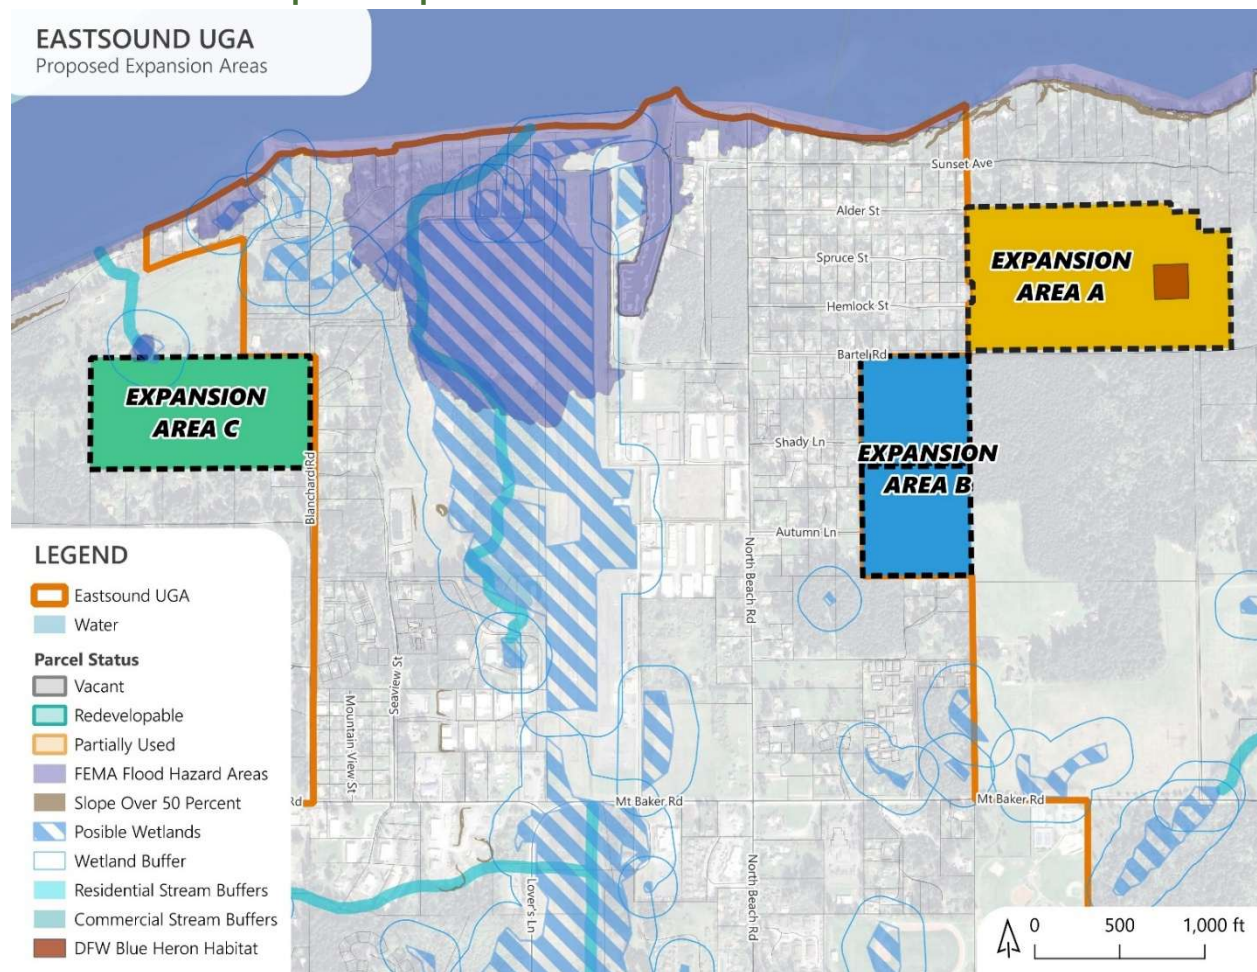 EASTSOUND UGA
Proposed Expansion Areas
Sunset Ave
Alder St
Spruce St
Hemlock St
EXPANSION
AREA A
Bartel Rd
EXPANSION
AREA C
Shady Ln
EXPANSION
AREA B
Blanchard Rd
Autumn Ln
North Beach Rd
Seaview St
Mountain View St
Rd
Mt Baker Rd
Mt Baker Rd
Lover's Ln
North Beach Rd
LEGEND
Eastsound UGA
Water
Parcel Status
Vacant
Redevelopable
Partially Used
FEMA Flood Hazard Areas
Slope Over 50 Percent
Posible Wetlands
Wetland Buffer
Residential Stream Buffers
Commercial Stream Buffers
DFW Blue Heron Habitat
0 500 1,000 ft